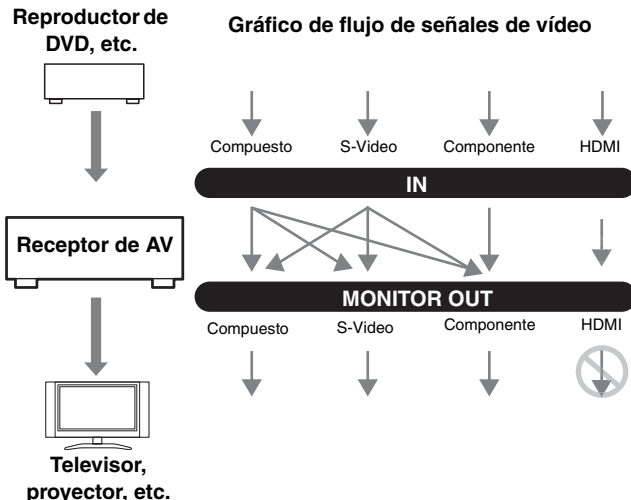 Reproductor de
DVD, etc.
Gráfico de flujo de señales de vídeo
Compuesto
S-Video
Componente
HDMI
IN
Receptor de AV
MONITOR OUT
Compuesto
S-Video
Componente
HDMI
Televisor,
proyector, etc.